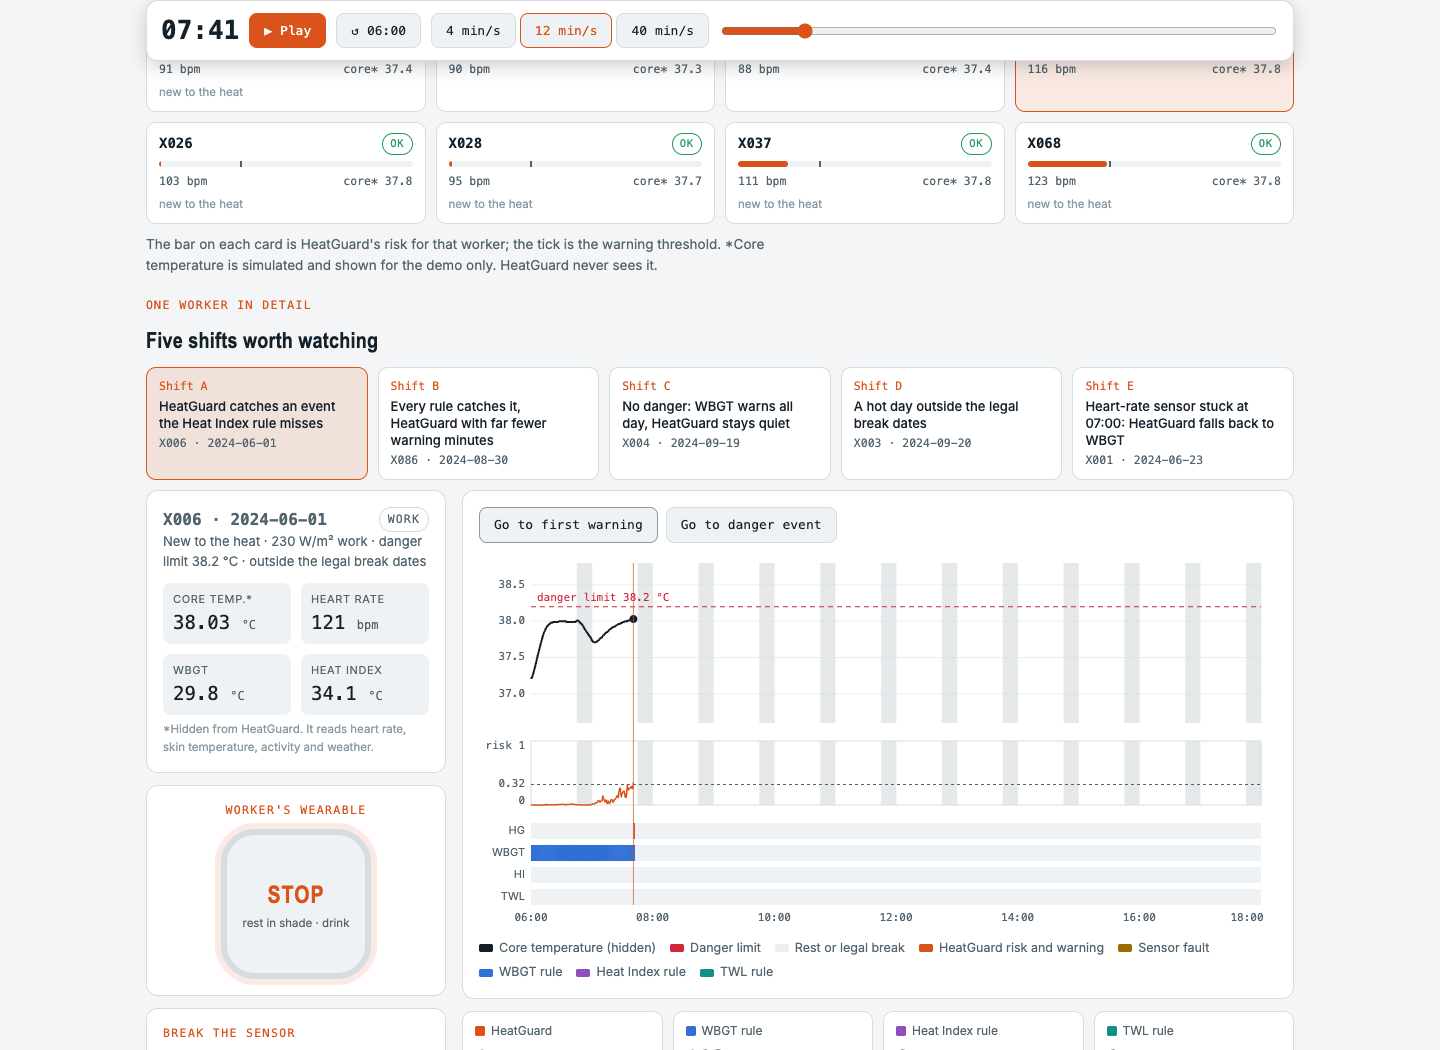 07:41 ▶ Play ↺ 06:00 4 min/s 12 min/s 40 min/s
91 bpm core* 37.4 90 bpm core* 37.3 88 bpm core* 37.4 116 bpm core* 37.8
new to the heat
X026 OK X028 OK X037 OK X068 OK
103 bpm core* 37.8 95 bpm core* 37.7 111 bpm core* 37.8 123 bpm core* 37.8
new to the heat new to the heat new to the heat new to the heat
The bar on each card is HeatGuard's risk for that worker; the tick is the warning threshold. *Core
temperature is simulated and shown for the demo only. HeatGuard never sees it.
ONE WORKER IN DETAIL
Five shifts worth watching
Shift A
HeatGuard catches an event
the Heat Index rule misses
X006 · 2024-06-01
Shift B
Every rule catches it,
HeatGuard with far fewer
warning minutes
X086 · 2024-08-30
Shift C
No danger: WBGT warns all
day, HeatGuard stays quiet
X004 · 2024-09-19
Shift D
A hot day outside the legal
break dates
X003 · 2024-09-20
Shift E
Heart-rate sensor stuck at
07:00: HeatGuard falls back to
WBGT
X001 · 2024-06-23
X006 · 2024-06-01 WORK
New to the heat · 230 W/m² work · danger
limit 38.2 °C · outside the legal break dates
CORE TEMP.* HEART RATE
38.03 °C 121 bpm
WBGT HEAT INDEX
29.8 °C 34.1 °C
*Hidden from HeatGuard. It reads heart rate,
skin temperature, activity and weather.
WORKER'S WEARABLE
STOP
rest in shade · drink
BREAK THE SENSOR
Go to first warning Go to danger event
38.5
danger limit 38.2 °C
38.0
37.5
37.0
risk 1
0.32
0
HG
WBGT
HI
TWL
06:00 08:00 10:00 12:00 14:00 16:00 18:00
Core temperature (hidden) Danger limit Rest or legal break HeatGuard risk and warning Sensor fault
WBGT rule Heat Index rule TWL rule
HeatGuard WBGT rule Heat Index rule TWL rule